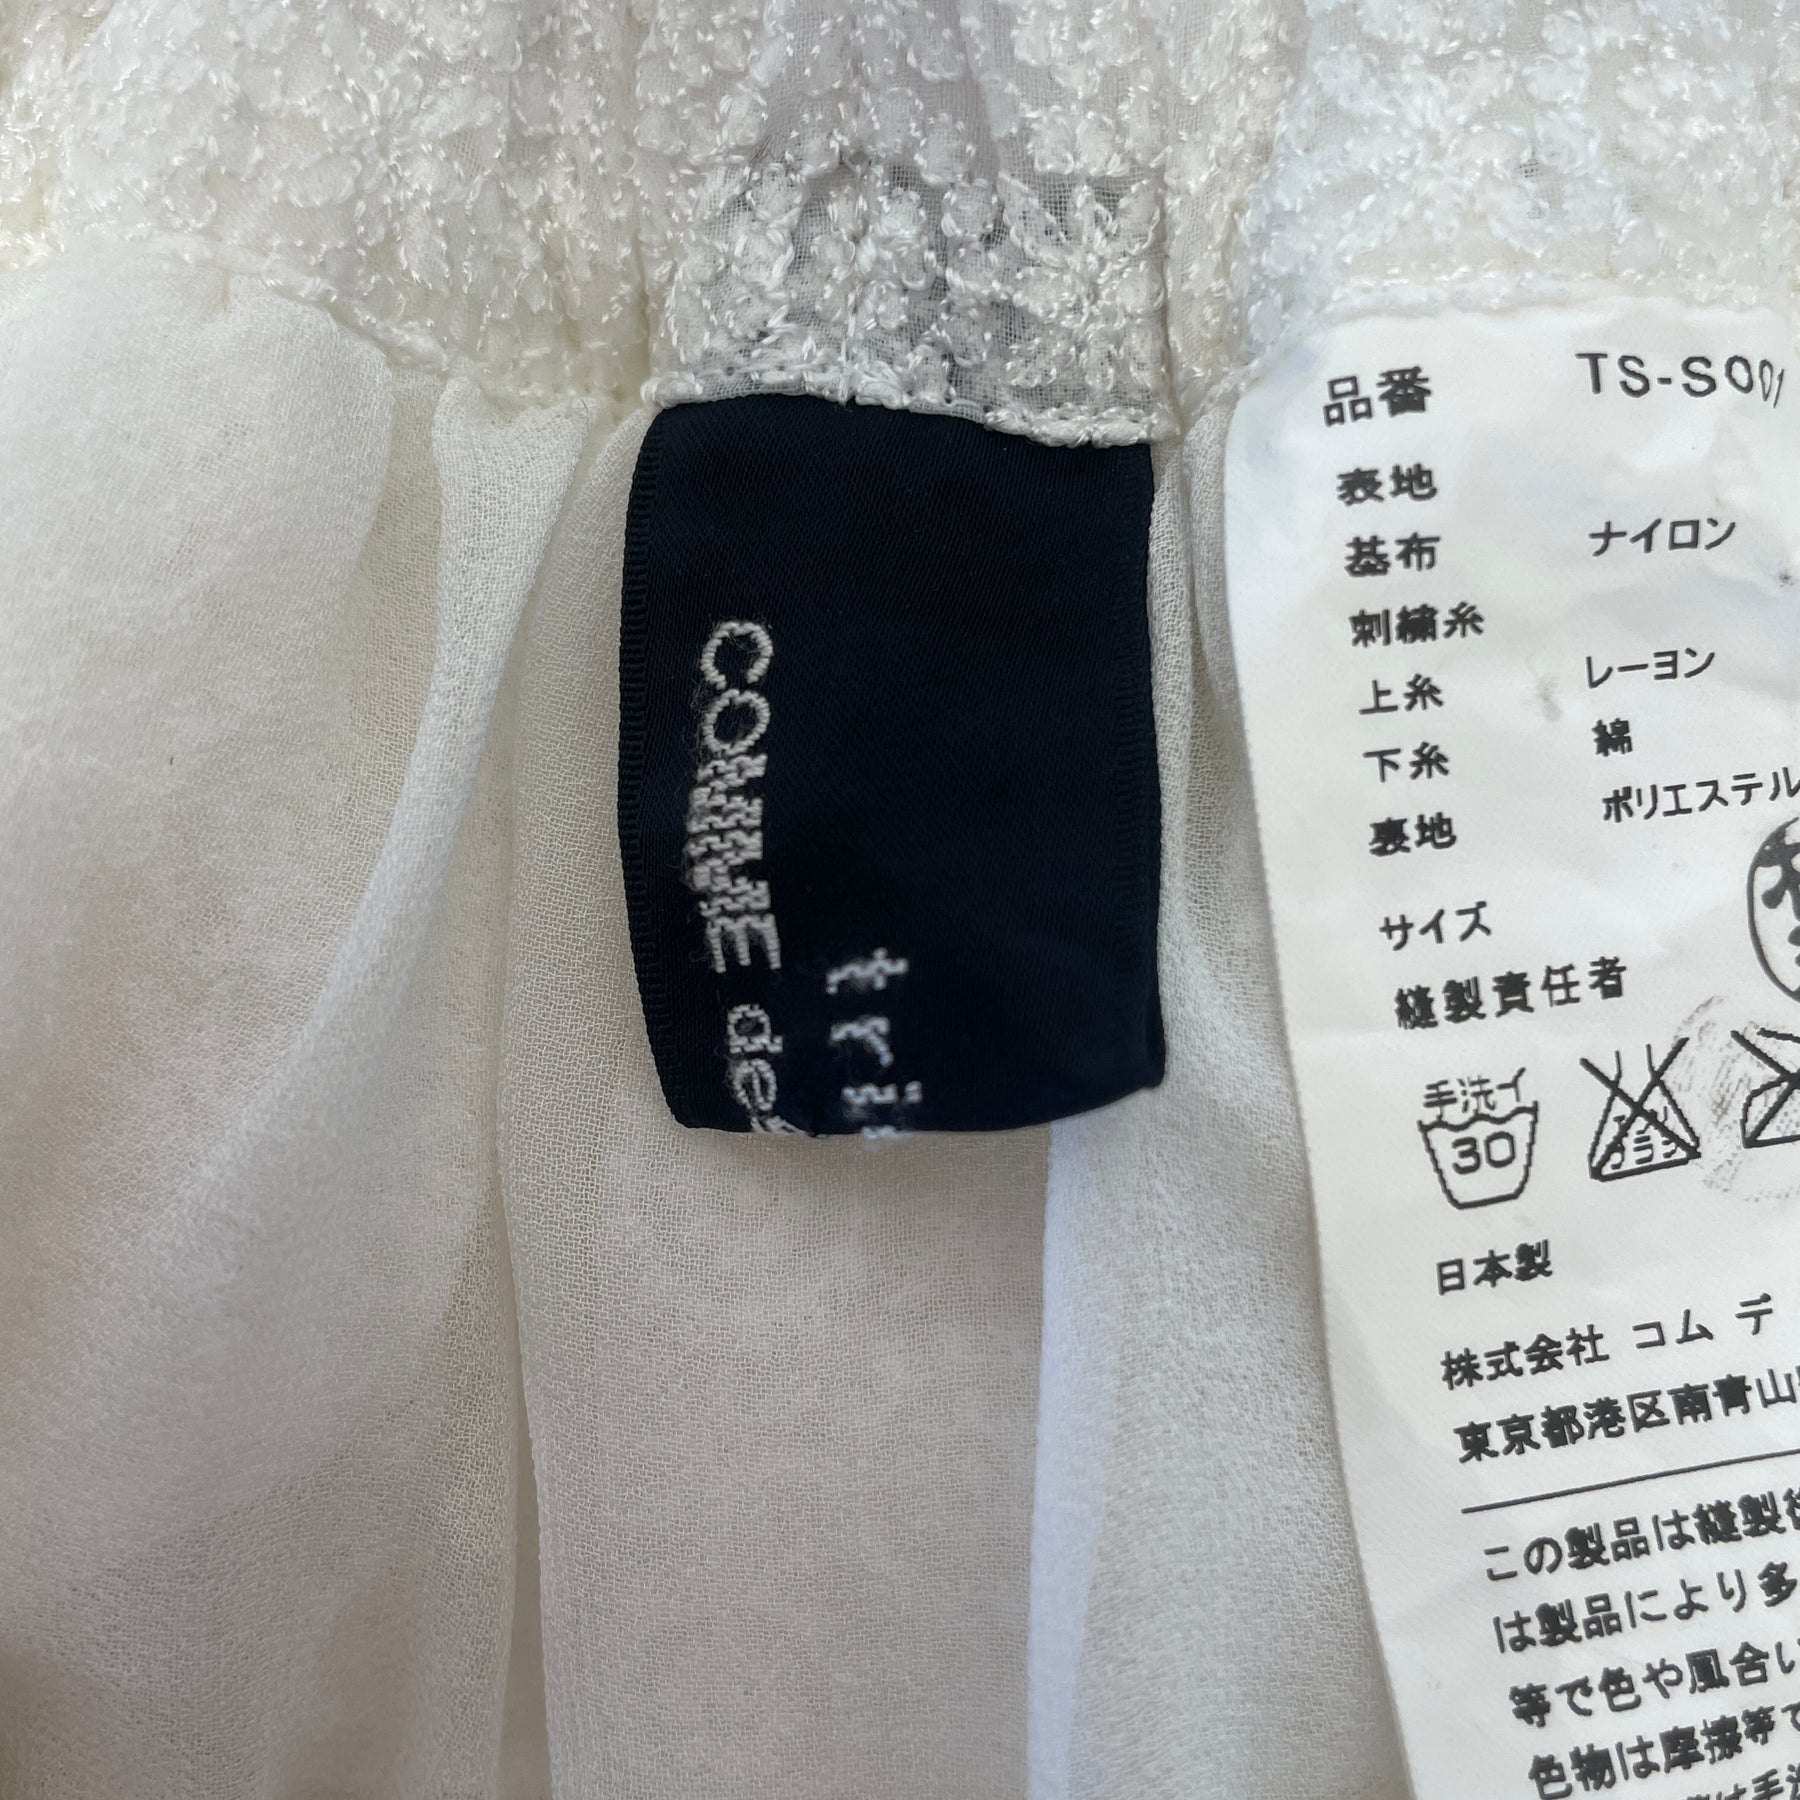 COMME des
tri
品番 TS-S001
表地
基布 ナイロン
刺繍糸
上糸 レーヨン
下糸 綿
裏地 ポリエステル
サイズ
縫製責任者
手洗イ
30
日本製
株式会社 コム デ
東京都港区南青山
この製品は縫製後
は製品により多
等で色や風合い
色物は摩擦等で